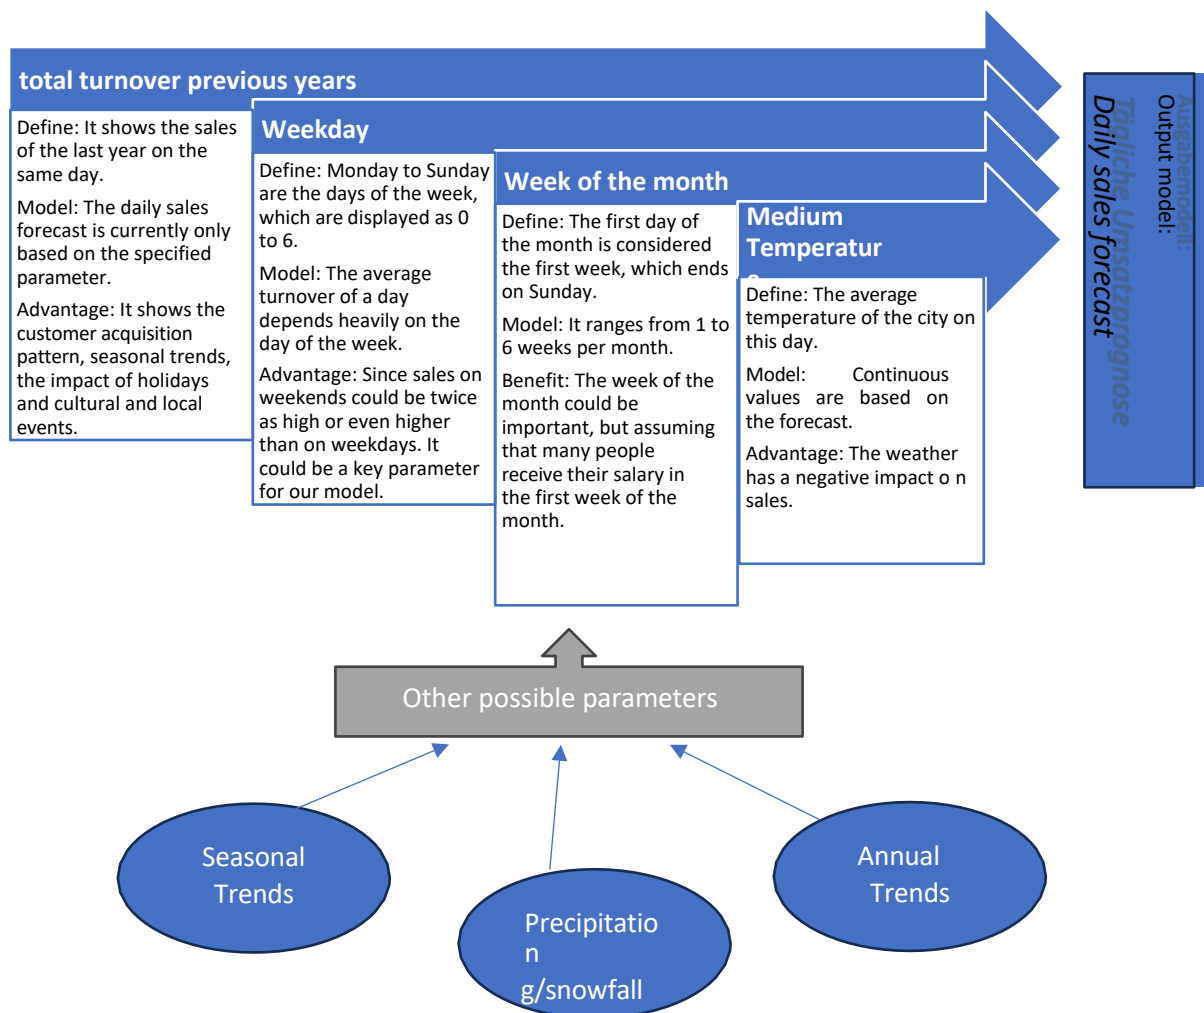 total turnover previous years
Define: It shows the sales
of the last year on the
same day.
Model: The daily sales
forecast is currently only
based on the specified
parameter.
Advantage: It shows the
customer acquisition
pattern, seasonal trends,
the impact of holidays
and cultural and local
events.
Weekday
Define: Monday to Sunday
are the days of the week,
which are displayed as 0
to 6.
Model: The average
turnover of a day
depends heavily on the
day of the week.
Advantage: Since sales on
weekends could be twice
as high or even higher
than on weekdays. It
could be a key parameter
for our model.
Week of the month
Define: The first day of
the month is considered
the first week, which ends
on Sunday.
Model: It ranges from 1 to
6 weeks per month.
Benefit: The week of the
month could be
important, but assuming
that many people
receive their salary in
the first week of the
month.
Medium
Temperatur
e
Define: The average
temperature of the city on
this day.
Model: Continuous
values are based on
the forecast.
Advantage: The weather
has a negative impact o n
sales.
Ausgabemodell:
Output model:
Tägliche Umsatzprognose
Daily sales forecast
Other possible parameters
Seasonal
Trends
Precipitatio
n
g/snowfall
Annual
Trends